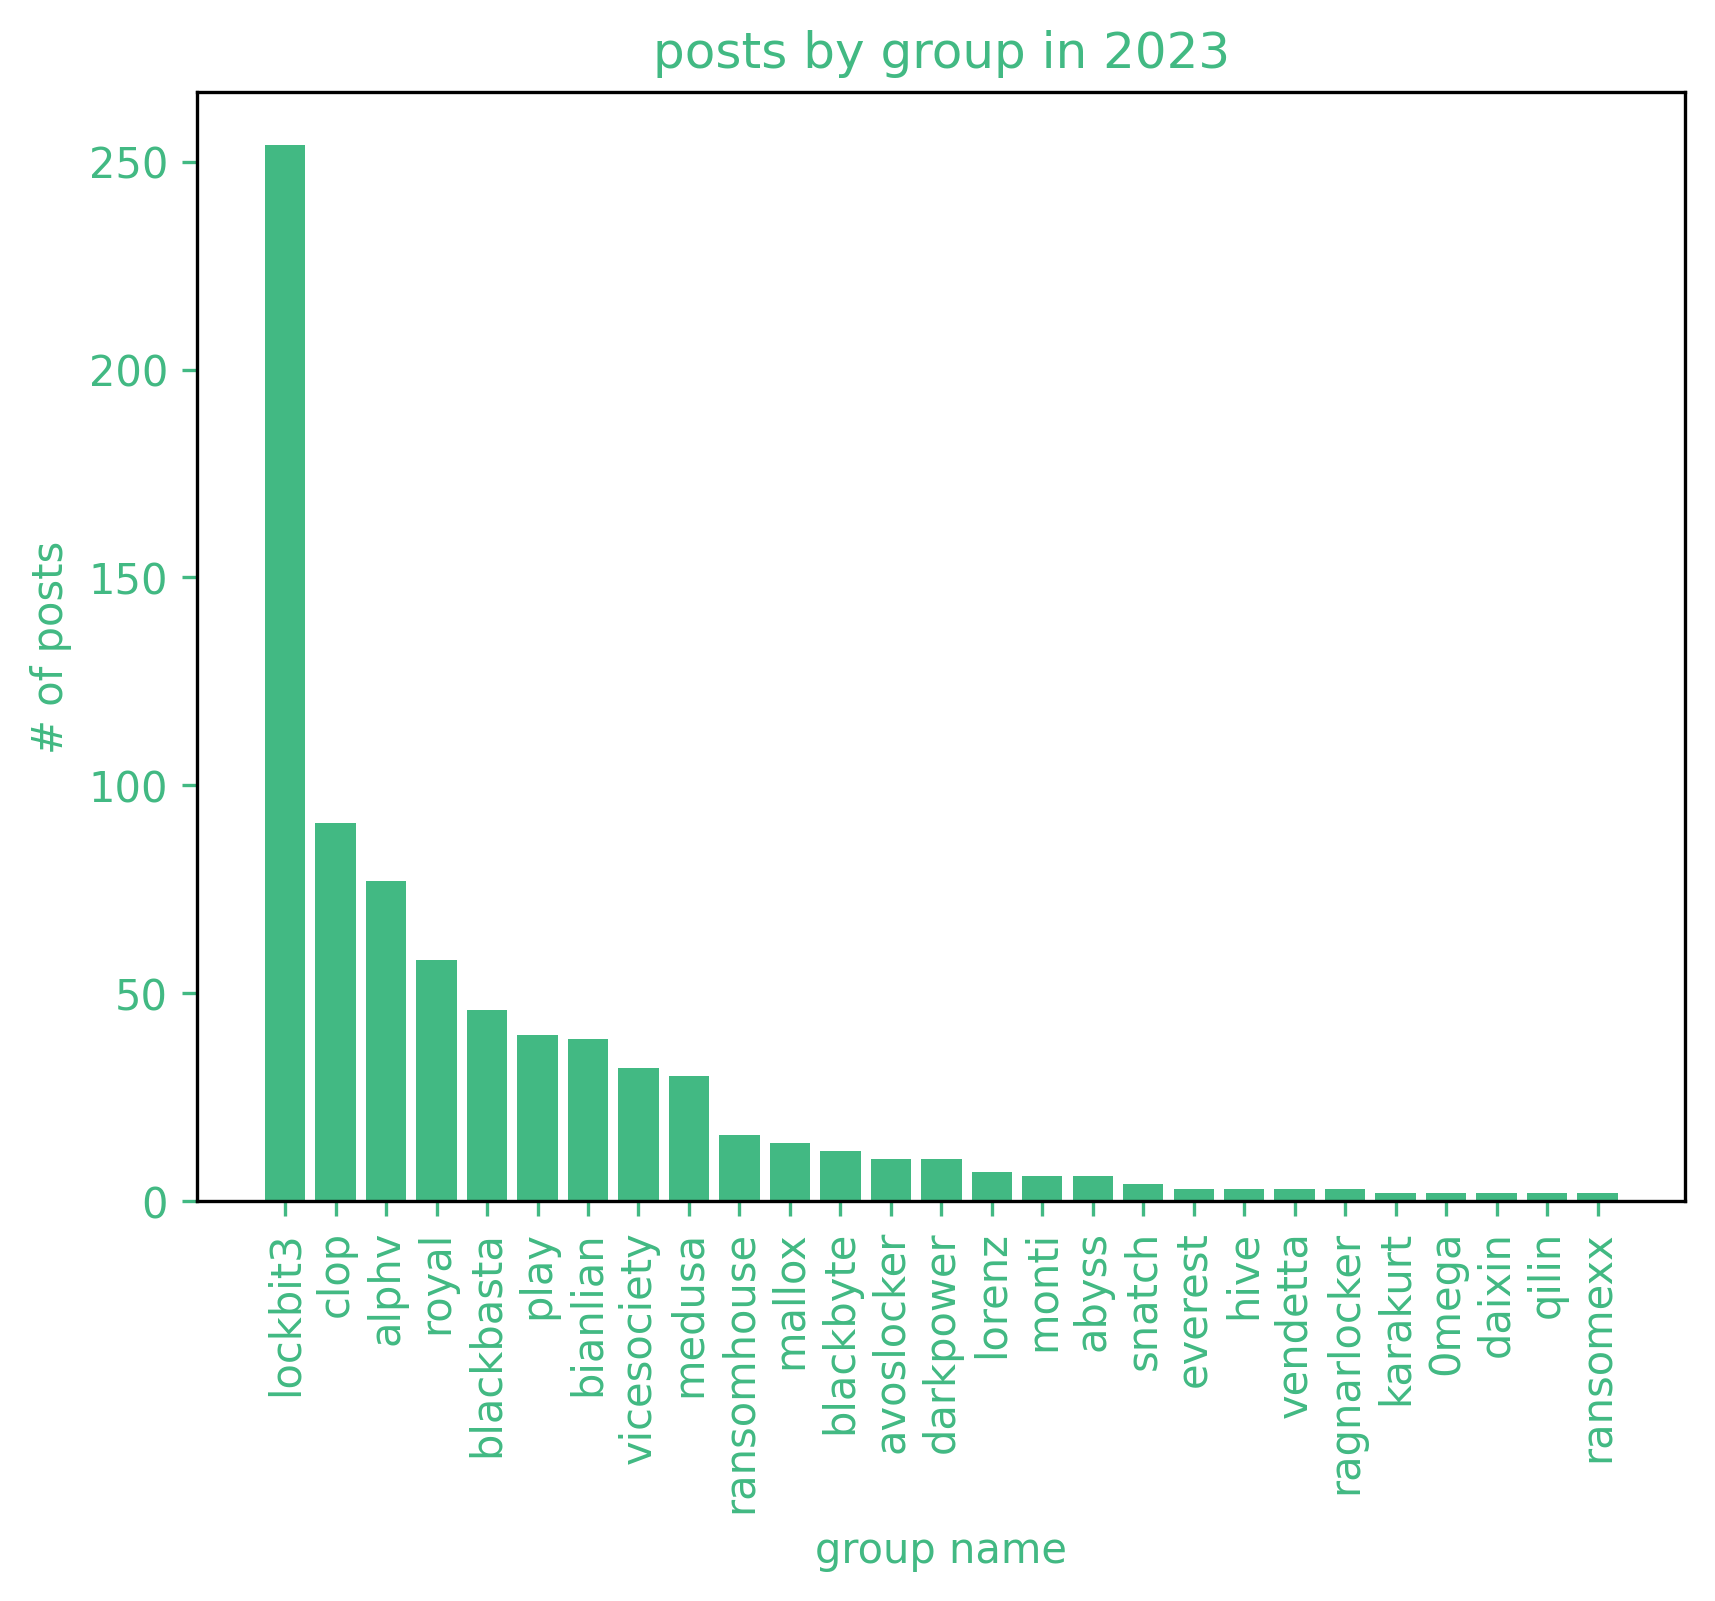 posts by group in 2023
# of posts
250
200
150
100
50
0
lockbit3
clop
alphv
royal
blackbasta
play
bianlian
vicesociety
medusa
ransomhouse
mallox
blackbyte
avoslocker
darkpower
lorenz
monti
abyss
snatch
everest
hive
vendetta
ragnarlocker
karakurt
0mega
daixin
qilin
ransomexx
group name